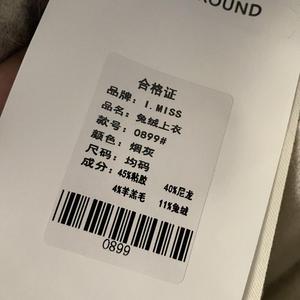 ROUND
合格证
品牌：I.MISS
品名：兔绒上衣
款号：0899#
颜色：烟灰
尺码：均码
成分：45%粘胶 40%尼龙
4%羊羔毛 11%兔绒
0899